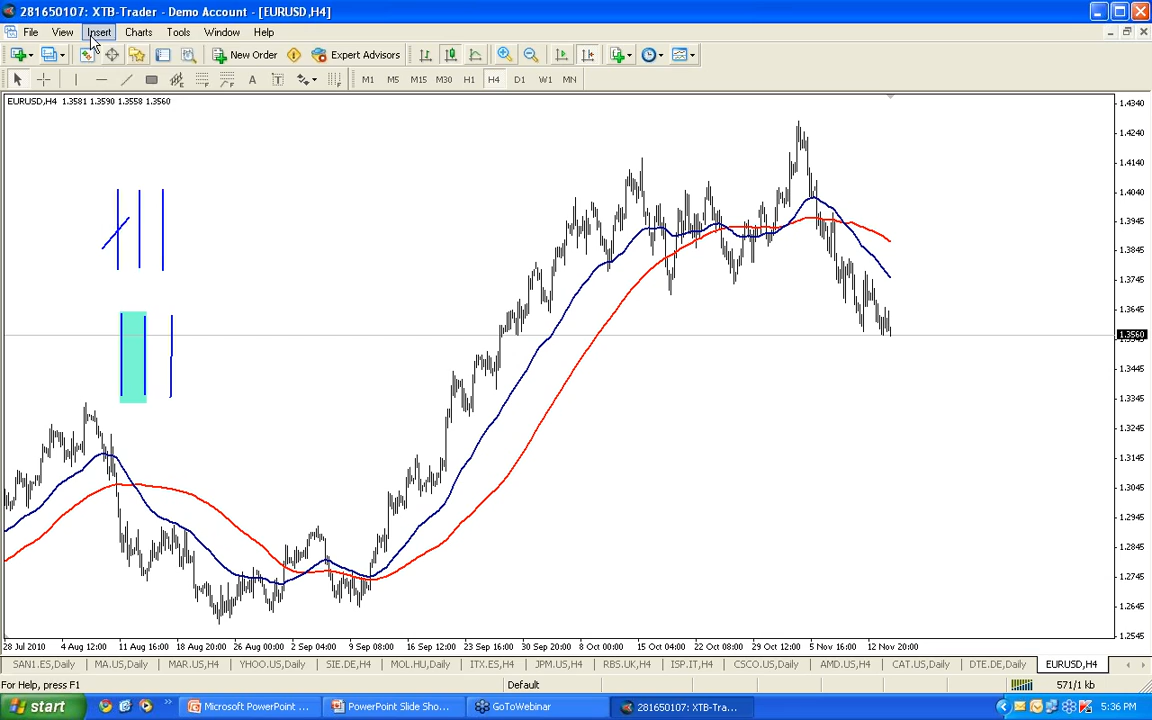 281650107: XTB-Trader - Demo Account - [EURUSD,H4]
File View Insert Charts Tools Window Help
New Order Expert Advisors
A T M1 M5 M15 M30 H1 H4 D1 W1 MN
EURUSD,H4 1.3581 1.3590 1.3558 1.3560
1.4340
1.4240
1.4140
1.4040
1.3945
1.3845
1.3745
1.3645
1.3560
1.3445
1.3345
1.3245
1.3145
1.3045
1.2945
1.2845
1.2745
1.2645
1.2545
28 Jul 2010 4 Aug 12:00 11 Aug 16:00 18 Aug 20:00 26 Aug 00:00 2 Sep 04:00 9 Sep 08:00 16 Sep 12:00 23 Sep 16:00 30 Sep 20:00 8 Oct 00:00 15 Oct 04:00 22 Oct 08:00 29 Oct 12:00 5 Nov 16:00 12 Nov 20:00
SAN1.ES,Daily MA.US,Daily MAR.US,H4 YHOO.US,Daily SIE.DE,H4 MOL.HU,Daily ITX.ES,H4 JPM.US,H4 RBS.UK,H4 ISP.IT,H4 CSCO.US,Daily AMD.US,H4 CAT.US,Daily DTE.DE,Daily EURUSD,H4
For Help, press F1 Default 571/1 kb
start Microsoft PowerPoint ... PowerPoint Slide Sho... GoToWebinar 281650107: XTB-Tra... 5:36 PM